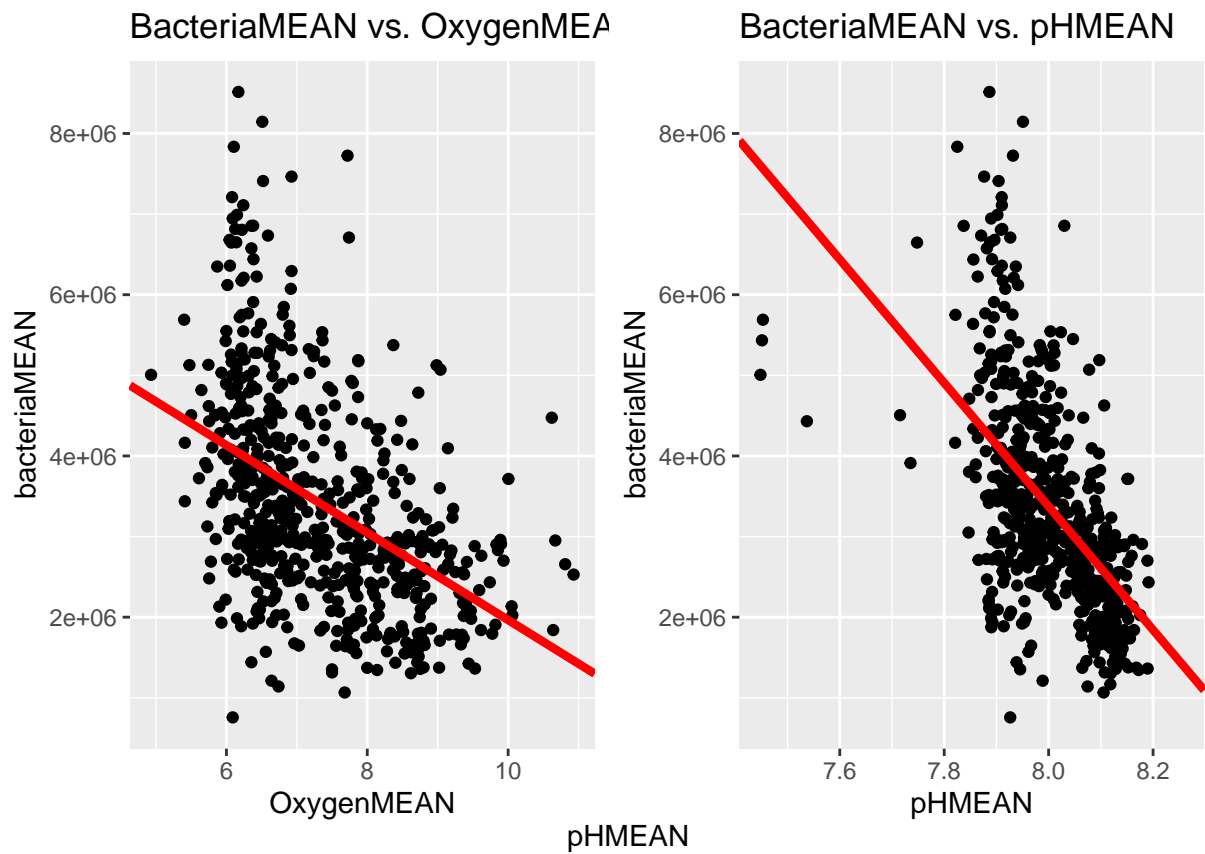 BacteriaMEAN vs. OxygenMEA
bacteriaMEAN
8e+06
6e+06
4e+06
2e+06
6
8
10
OxygenMEAN
BacteriaMEAN vs. pHMEAN
bacteriaMEAN
8e+06
6e+06
4e+06
2e+06
7.6
7.8
8.0
8.2
pHMEAN
pHMEAN